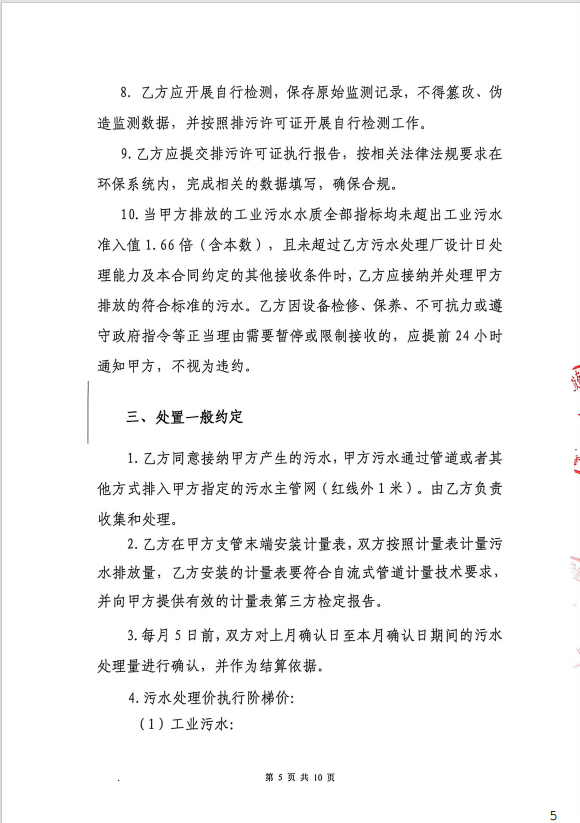 8. 乙方应开展自行检测，保存原始监测记录，不得篡改、伪
造监测数据，并按照排污许可证开展自行检测工作。
9. 乙方应提交排污许可证执行报告，按相关法律法规要求在
环保系统内，完成相关的数据填写，确保合规。
10. 当甲方排放的工业污水水质全部指标均未超出工业污水
准入值1.66倍（含本数），且未超过乙方污水处理厂设计日处
理能力及本合同约定的其他接收条件时，乙方应接纳并处理甲方
排放的符合标准的污水。乙方因设备检修、保养、不可抗力或遵
守政府指令等正当理由需要暂停或限制接收的，应提前24小时
通知甲方，不视为违约。
三、处置一般约定
1. 乙方同意接纳甲方产生的污水，甲方污水通过管道或者其
他方式排入甲方指定的污水主管网（红线外1米）。由乙方负责
收集和处理。
2. 乙方在甲方支管末端安装计量表，双方按照计量表计量污
水排放量，乙方安装的计量表要符合自流式管道计量技术要求，
并向甲方提供有效的计量表第三方检定报告。
3. 每月5日前，双方对上月确认日至本月确认日期间的污水
处理量进行确认，并作为结算依据。
4. 污水处理价执行阶梯价：
（1）工业污水：
第 5 页 共 10 页
5